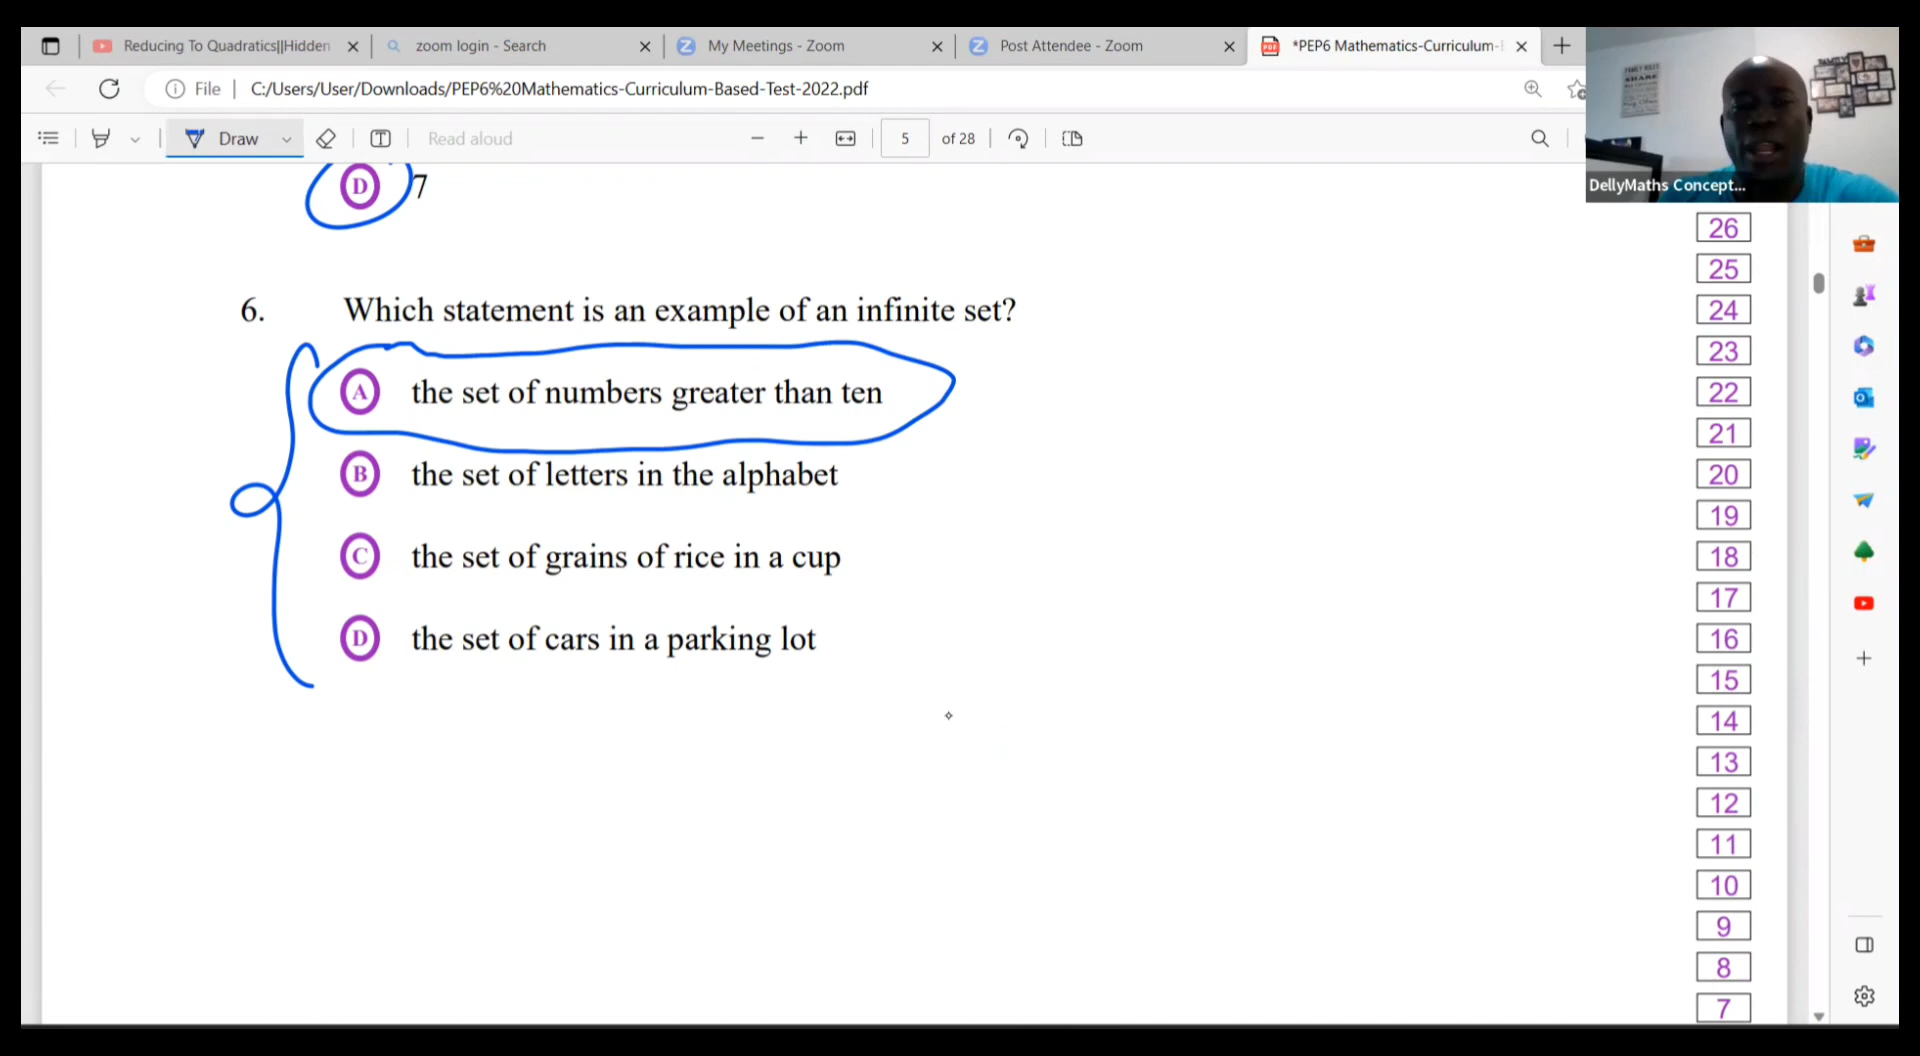 Reducing To Quadratics||Hidden
zoom login - Search
My Meetings - Zoom
Post Attendee - Zoom
*PEP6 Mathematics-Curriculum-
File
C:/Users/User/Downloads/PEP6%20Mathematics-Curriculum-Based-Test-2022.pdf
Draw
Read aloud
5
of 28
DellyMaths Concept...
D 7
6. Which statement is an example of an infinite set?
A the set of numbers greater than ten
B the set of letters in the alphabet
C the set of grains of rice in a cup
D the set of cars in a parking lot
26
25
24
23
22
21
20
19
18
17
16
15
14
13
12
11
10
9
8
7